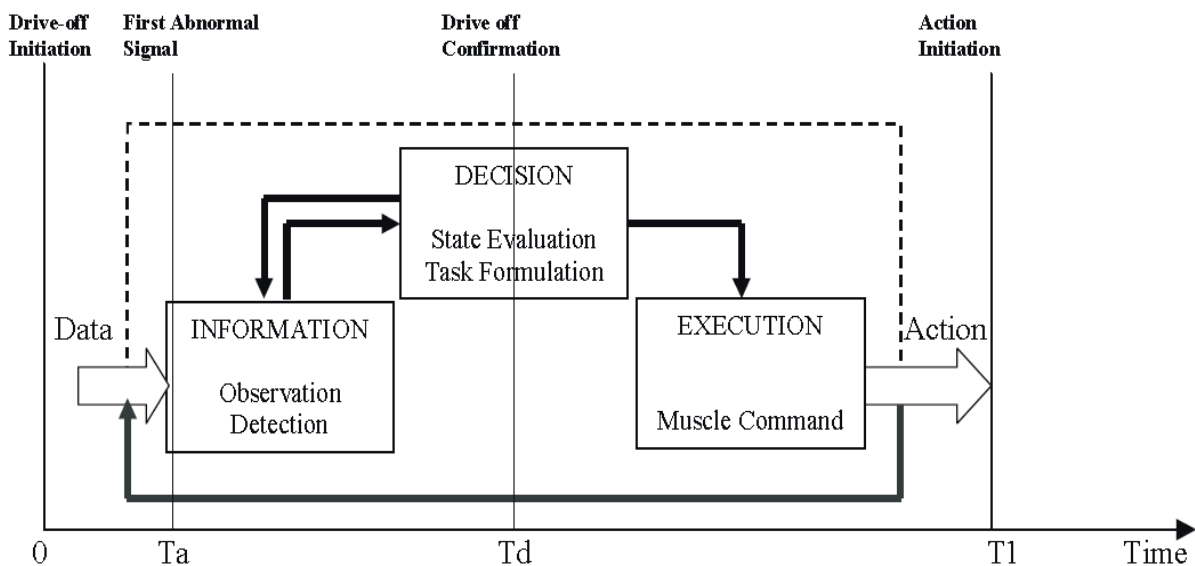 Drive-off
Initiation
First Abnormal
Signal
Drive off
Confirmation
Action
Initiation
DECISION
State Evaluation
Task Formulation
Data
INFORMATION
Observation
Detection
EXECUTION
Muscle Command
Action
0
Ta
Td
T1
Time